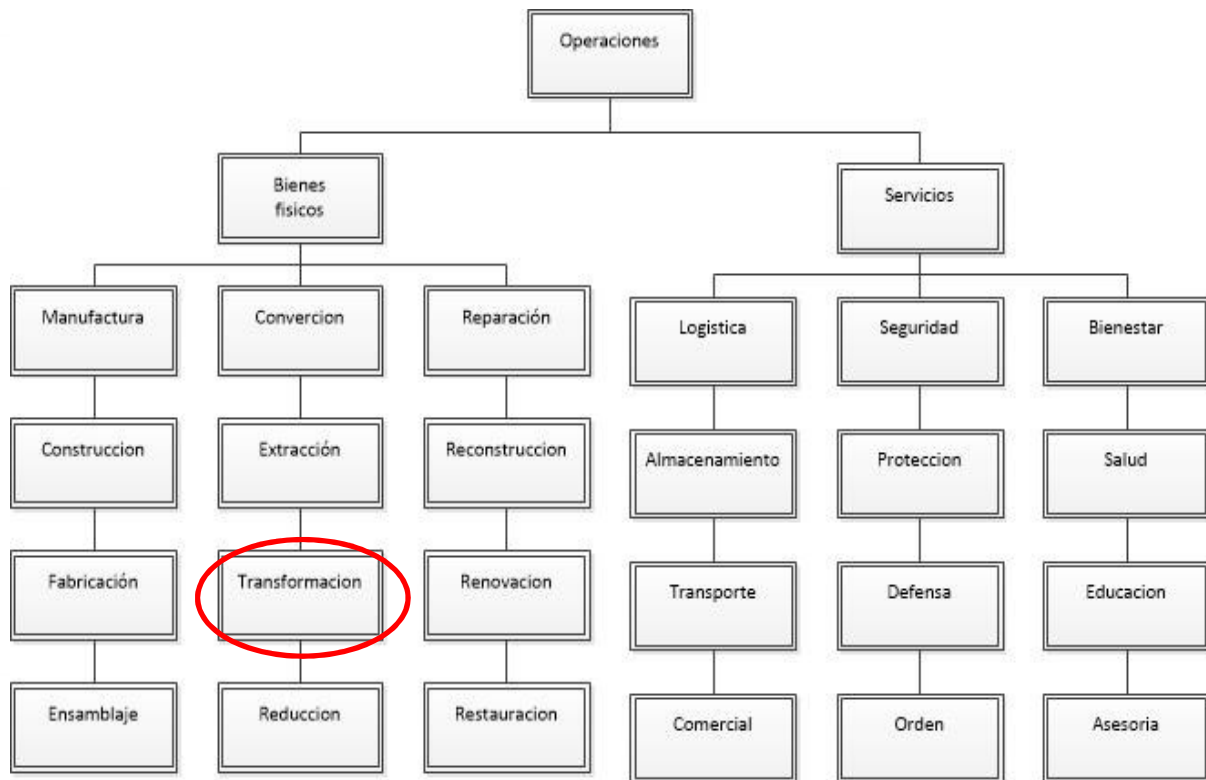 Operaciones
Bienes
fisicos
Servicios
Manufactura
Convercion
Reparación
Logistica
Seguridad
Bienestar
Construccion
Extracción
Reconstruccion
Almacenamiento
Proteccion
Salud
Fabricación
Transformacion
Renovacion
Transporte
Defensa
Educacion
Ensamblaje
Reduccion
Restauracion
Comercial
Orden
Asesoria